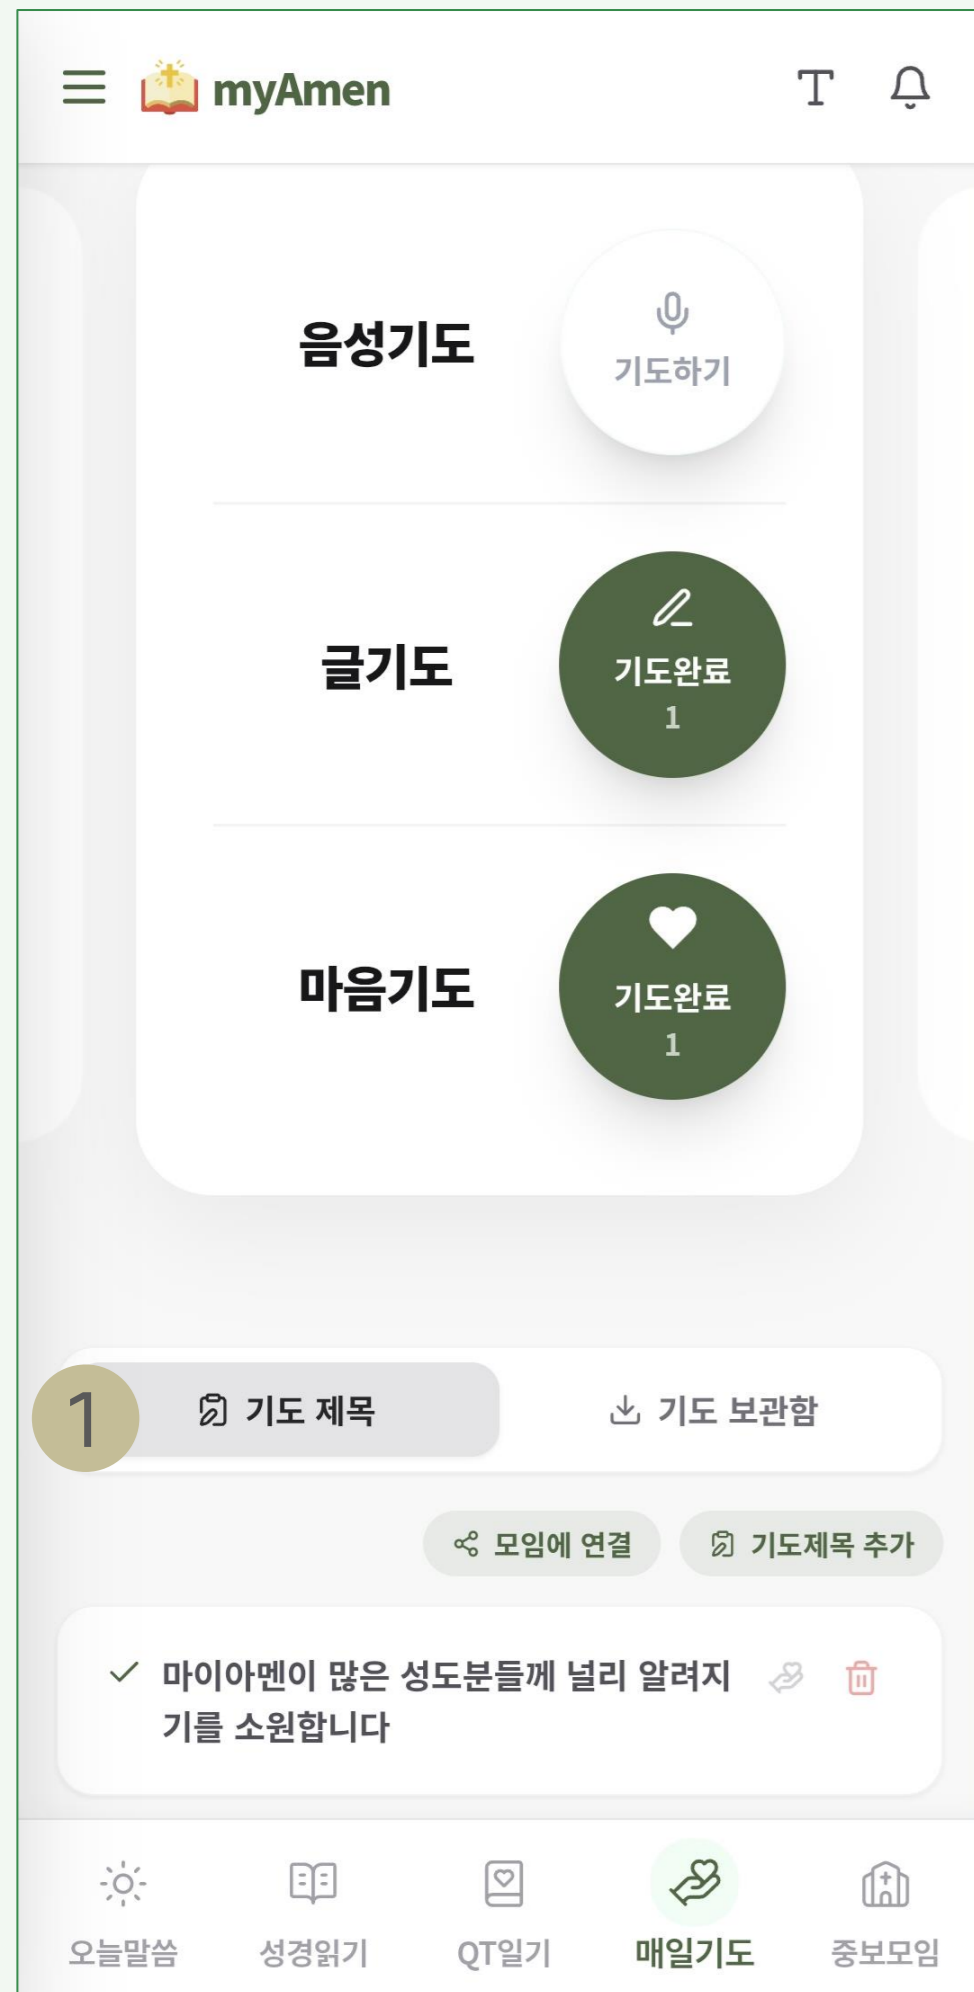 myAmen
음성기도
기도하기
글기도
기도완료
1
마음기도
기도완료
1
1
기도 제목
기도 보관함
모임에 연결
기도제목 추가
마이아멘이 많은 성도분들께 널리 알려지
기를 소원합니다
오늘말씀
성경읽기
QT일기
매일기도
중보모임